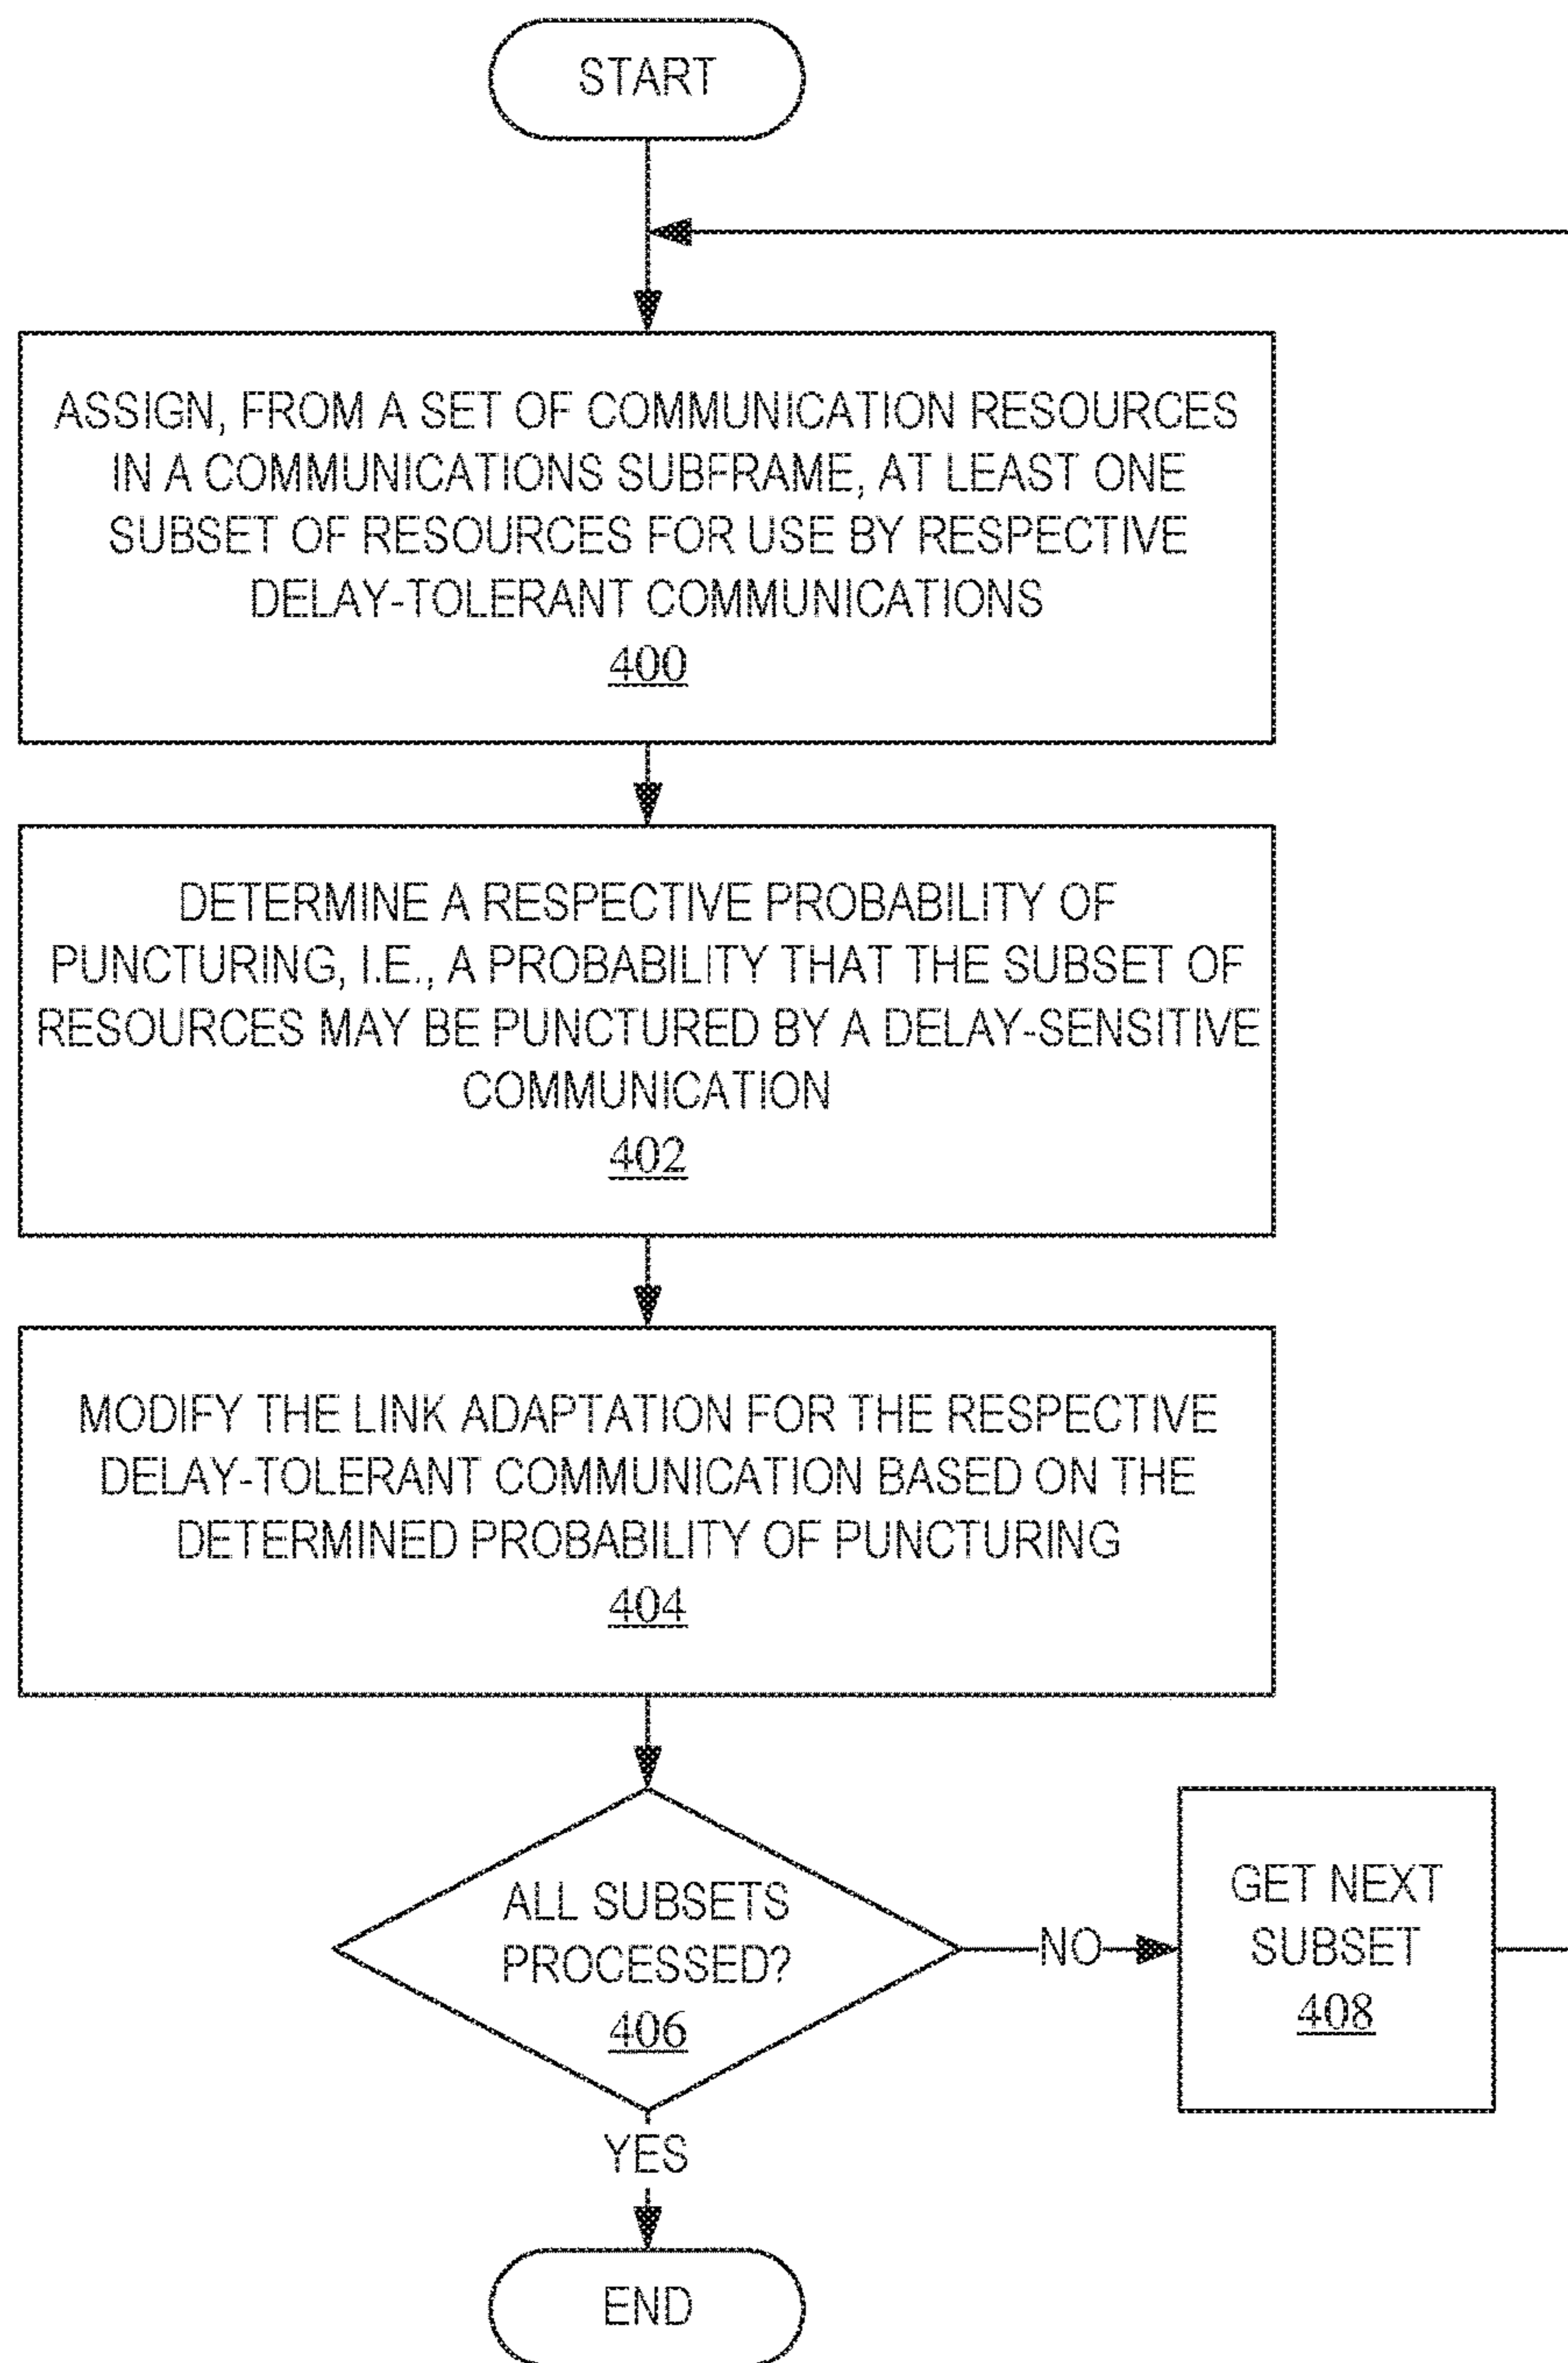 START
ASSIGN, FROM A SET OF COMMUNICATION RESOURCES
IN A COMMUNICATIONS SUBFRAME, AT LEAST ONE
SUBSET OF RESOURCES FOR USE BY RESPECTIVE
DELAY-TOLERANT COMMUNICATIONS
400
DETERMINE A RESPECTIVE PROBABILITY OF
PUNCTURING, I.E., A PROBABILITY THAT THE SUBSET OF
RESOURCES MAY BE PUNCTURED BY A DELAY-SENSITIVE
COMMUNICATION
402
MODIFY THE LINK ADAPTATION FOR THE RESPECTIVE
DELAY-TOLERANT COMMUNICATION BASED ON THE
DETERMINED PROBABILITY OF PUNCTURING
404
ALL SUBSETS
PROCESSED?
406
NO
GET NEXT
SUBSET
408
YES
END